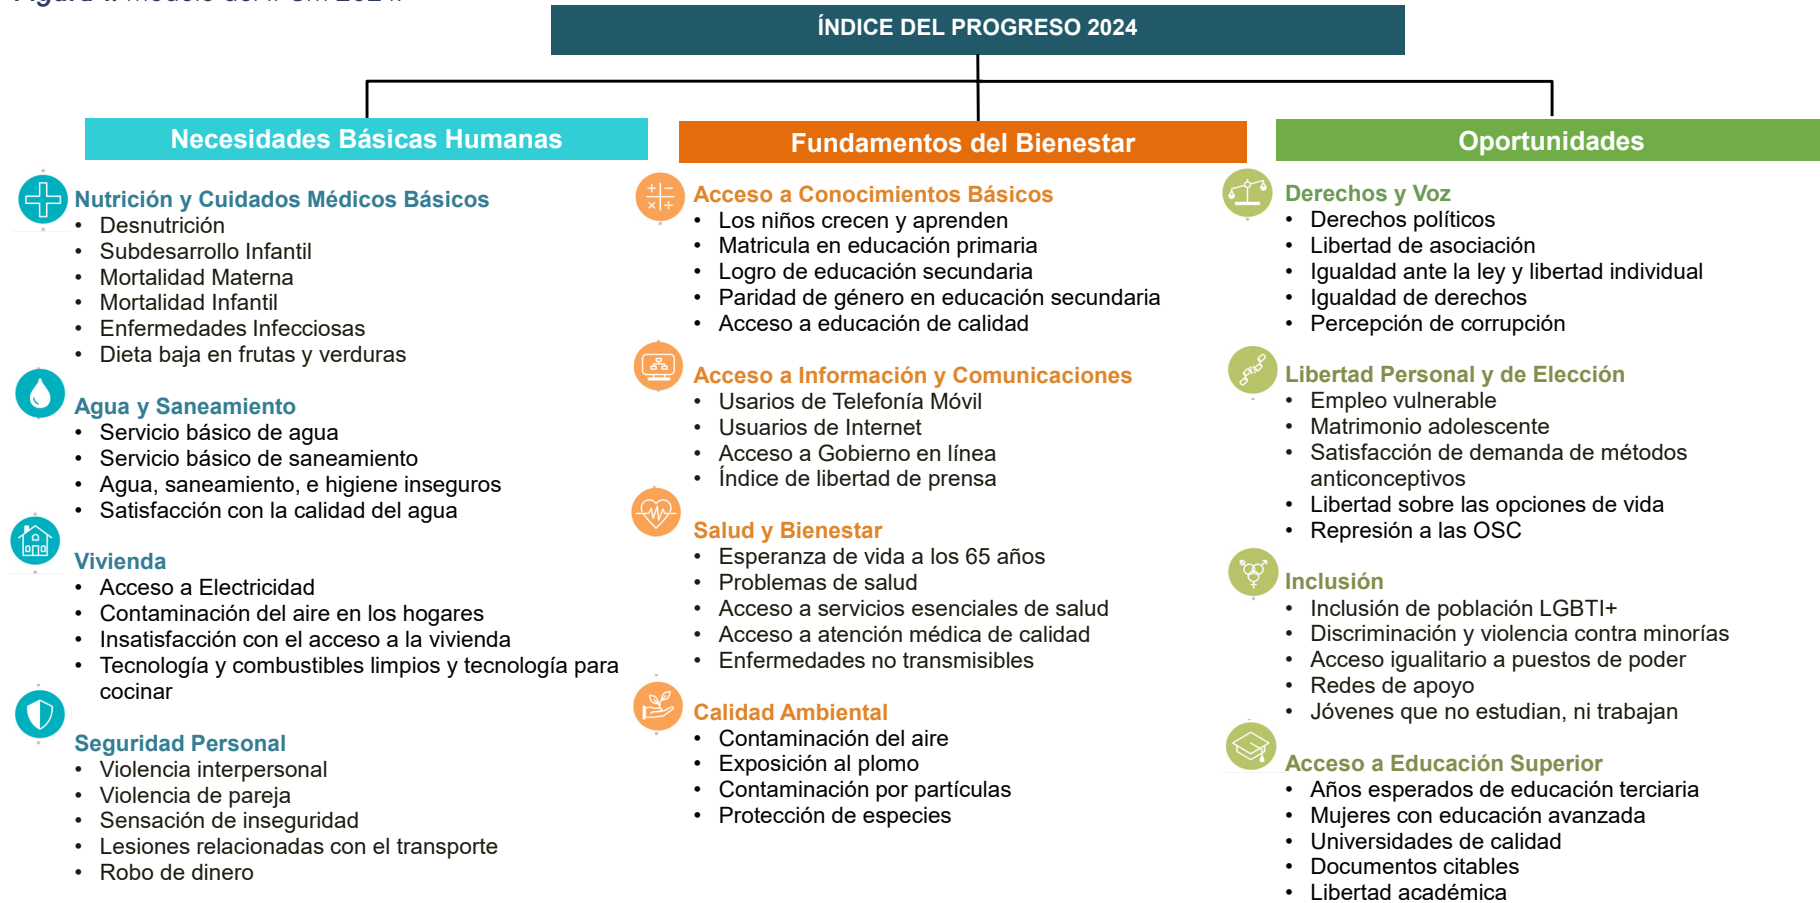 ÍNDICE DEL PROGRESO 2024
Necesidades Básicas Humanas
Nutrición y Cuidados Médicos Básicos
• Desnutrición
• Subdesarrollo Infantil
• Mortalidad Materna
• Mortalidad Infantil
• Enfermedades Infecciosas
• Dieta baja en frutas y verduras
Agua y Saneamiento
• Servicio básico de agua
• Servicio básico de saneamiento
• Agua, saneamiento, e higiene inseguros
• Satisfacción con la calidad del agua
Vivienda
• Acceso a Electricidad
• Contaminación del aire en los hogares
• Insatisfacción con el acceso a la vivienda
• Tecnología y combustibles limpios y tecnología para
cocinar
Seguridad Personal
• Violencia interpersonal
• Violencia de pareja
• Sensación de inseguridad
• Lesiones relacionadas con el transporte
• Robo de dinero
Fundamentos del Bienestar
Acceso a Conocimientos Básicos
• Los niños crecen y aprenden
• Matricula en educación primaria
• Logro de educación secundaria
• Paridad de género en educación secundaria
• Acceso a educación de calidad
Acceso a Información y Comunicaciones
• Usarios de Telefonía Móvil
• Usuarios de Internet
• Acceso a Gobierno en línea
• Índice de libertad de prensa
Salud y Bienestar
• Esperanza de vida a los 65 años
• Problemas de salud
• Acceso a servicios esenciales de salud
• Acceso a atención médica de calidad
• Enfermedades no transmisibles
Calidad Ambiental
• Contaminación del aire
• Exposición al plomo
• Contaminación por partículas
• Protección de especies
Oportunidades
Derechos y Voz
• Derechos políticos
• Libertad de asociación
• Igualdad ante la ley y libertad individual
• Igualdad de derechos
• Percepción de corrupción
Libertad Personal y de Elección
• Empleo vulnerable
• Matrimonio adolescente
• Satisfacción de demanda de métodos
anticonceptivos
• Libertad sobre las opciones de vida
• Represión a las OSC
Inclusión
• Inclusión de población LGBTI+
• Discriminación y violencia contra minorías
• Acceso igualitario a puestos de poder
• Redes de apoyo
• Jóvenes que no estudian, ni trabajan
Acceso a Educación Superior
• Años esperados de educación terciaria
• Mujeres con educación avanzada
• Universidades de calidad
• Documentos citables
• Libertad académica